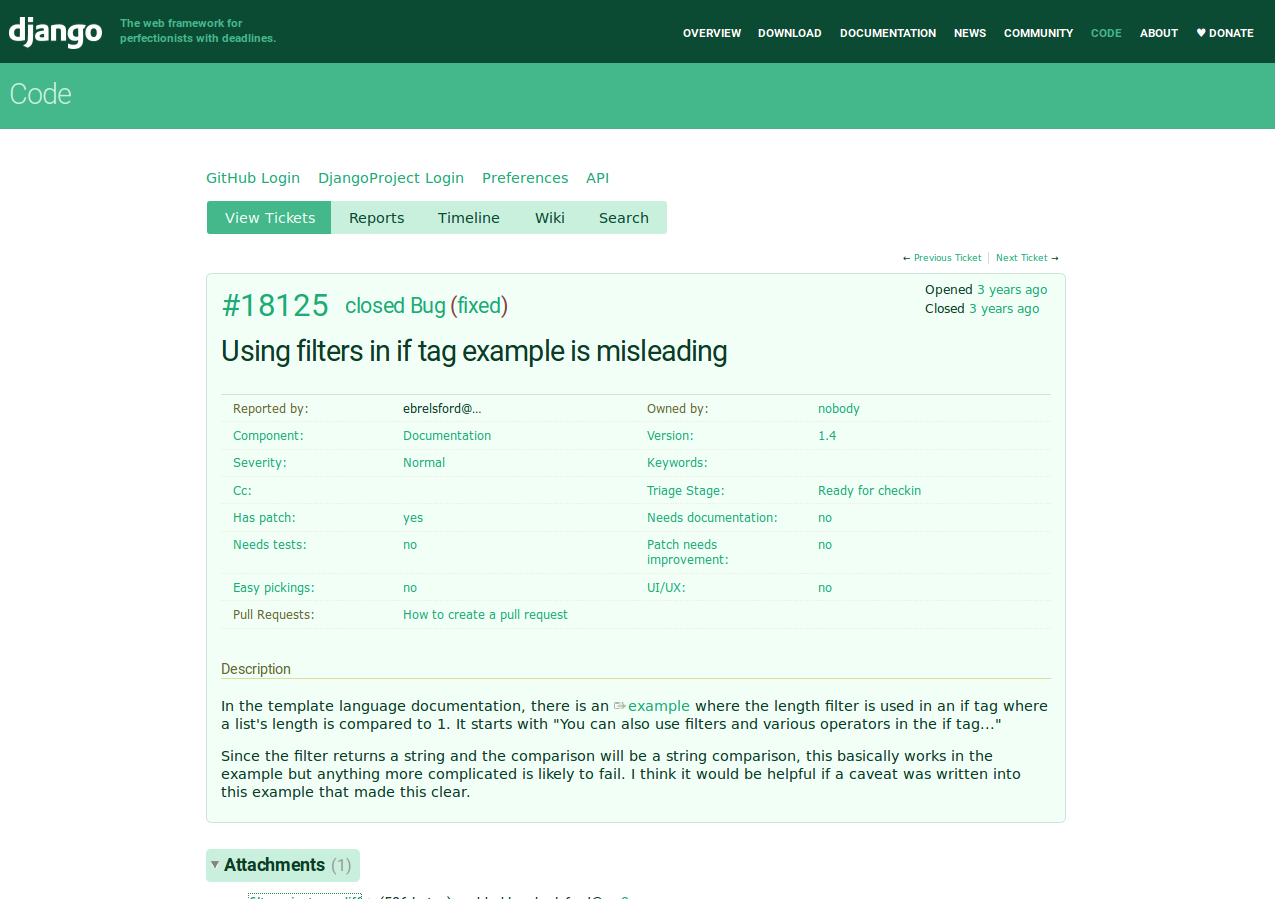 django
The web framework for
perfectionists with deadlines.
OVERVIEW DOWNLOAD DOCUMENTATION NEWS COMMUNITY CODE ABOUT ♥ DONATE
Code
GitHub Login DjangoProject Login Preferences API
View Tickets Reports Timeline Wiki Search
← Previous Ticket Next Ticket →
#18125 closed Bug (fixed)
Opened 3 years ago
Closed 3 years ago
Using filters in if tag example is misleading
Reported by: ebrelsford@… Owned by: nobody
Component: Documentation Version: 1.4
Severity: Normal Keywords:
Cc: Triage Stage: Ready for checkin
Has patch: yes Needs documentation: no
Needs tests: no Patch needs improvement: no
Easy pickings: no UI/UX: no
Pull Requests: How to create a pull request
Description
In the template language documentation, there is an example where the length filter is used in an if tag where
a list's length is compared to 1. It starts with "You can also use filters and various operators in the if tag..."
Since the filter returns a string and the comparison will be a string comparison, this basically works in the
example but anything more complicated is likely to fail. I think it would be helpful if a caveat was written into
this example that made this clear.
Attachments (1)